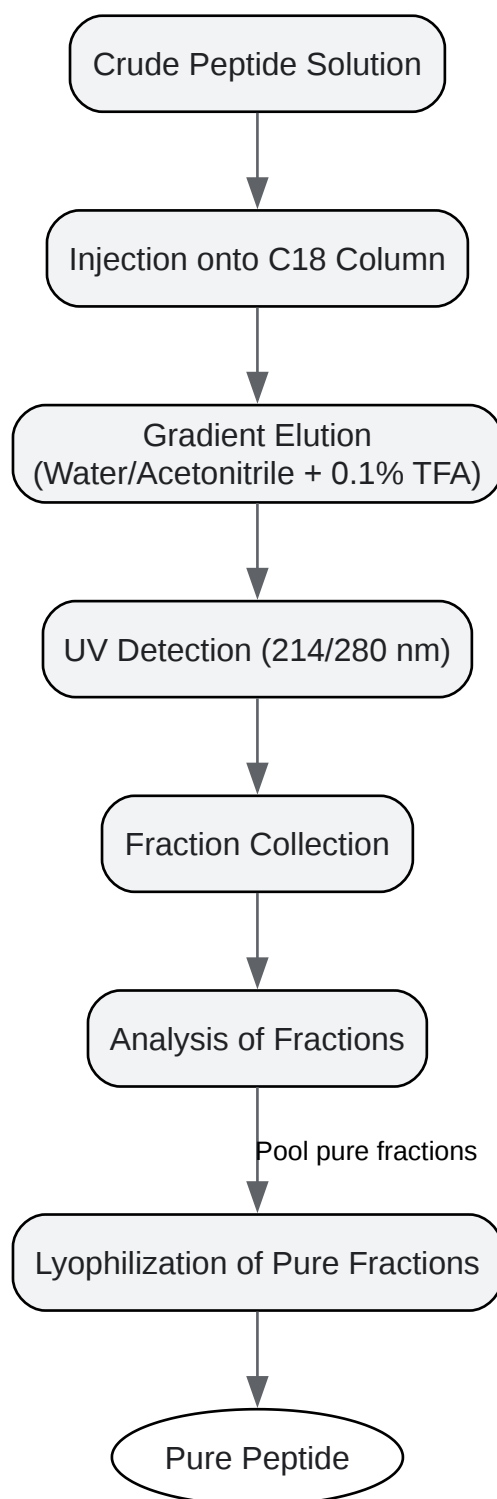 Crude Peptide Solution
Injection onto C18 Column
Gradient Elution
(Water/Acetonitrile + 0.1% TFA)
UV Detection (214/280 nm)
Fraction Collection
Analysis of Fractions
Pool pure fractions
Lyophilization of Pure Fractions
Pure Peptide